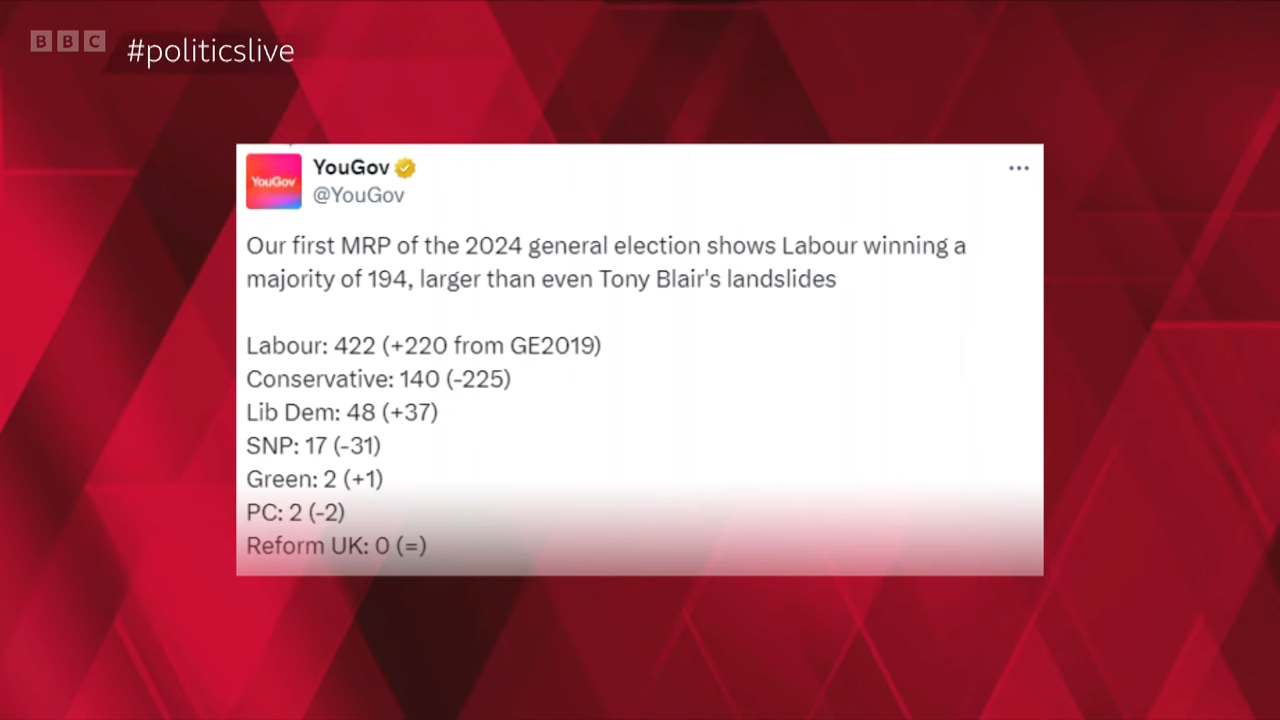 BBC #politicslive
YouGov
YouGov
@YouGov
Our first MRP of the 2024 general election shows Labour winning a
majority of 194, larger than even Tony Blair's landslides
Labour: 422 (+220 from GE2019)
Conservative: 140 (-225)
Lib Dem: 48 (+37)
SNP: 17 (-31)
Green: 2 (+1)
PC: 2 (-2)
Reform UK: 0 (=)